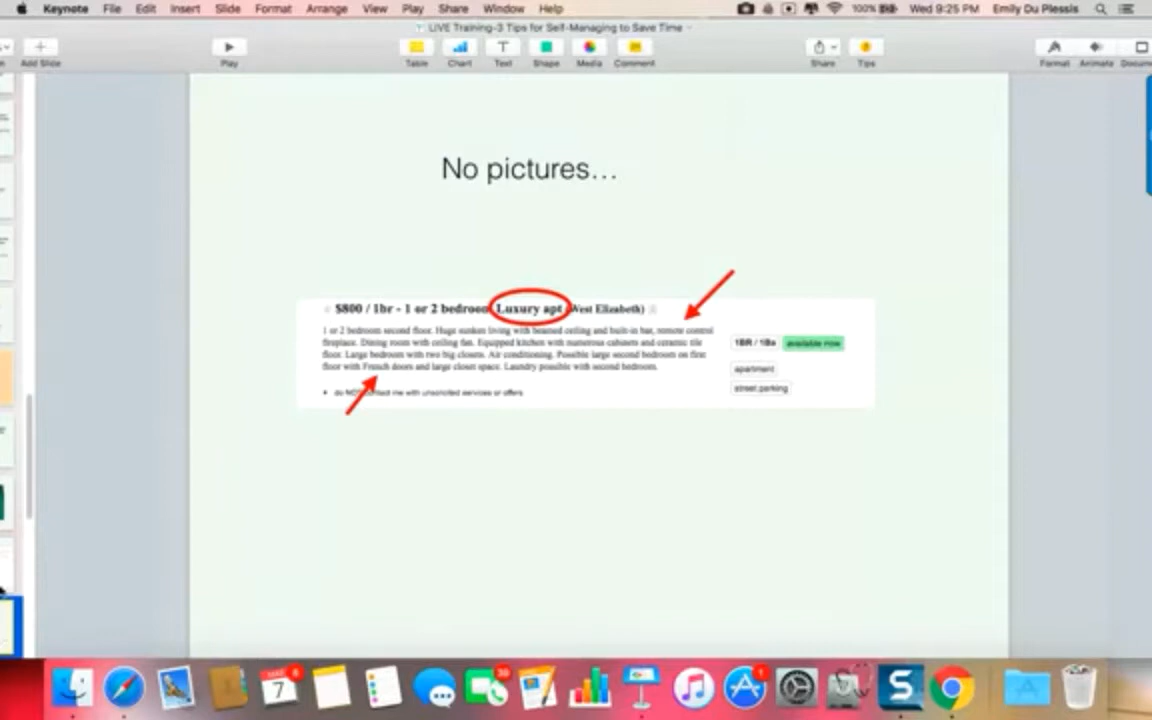 Keynote File Edit Insert Slide Format Arrange View Play Share Window Help 100% Wed 9:25 PM Emily Du Plessis
LIVE Training-3 Tips for Self-Managing to Save Time
Add Slide Play Table Chart Text Shape Media Comment Share Tips Format Animate
No pictures…
$800 / 1br - 1 or 2 bedroom Luxury apt (West Elizabeth)
1 or 2 bedroom second floor. Huge sunken living with beamed ceiling and built-in bar, remote control
fireplace. Dining room with ceiling fan. Equipped kitchen with numerous cabinets and ceramic tile
floor. Large bedroom with two big closets. Air conditioning. Possible large second bedroom on first
floor with French doors and large closet space. Laundry possible with second bedroom.
1BR / 1Ba available now
apartment
street parking
do NOT contact me with unsolicited services or offers
7